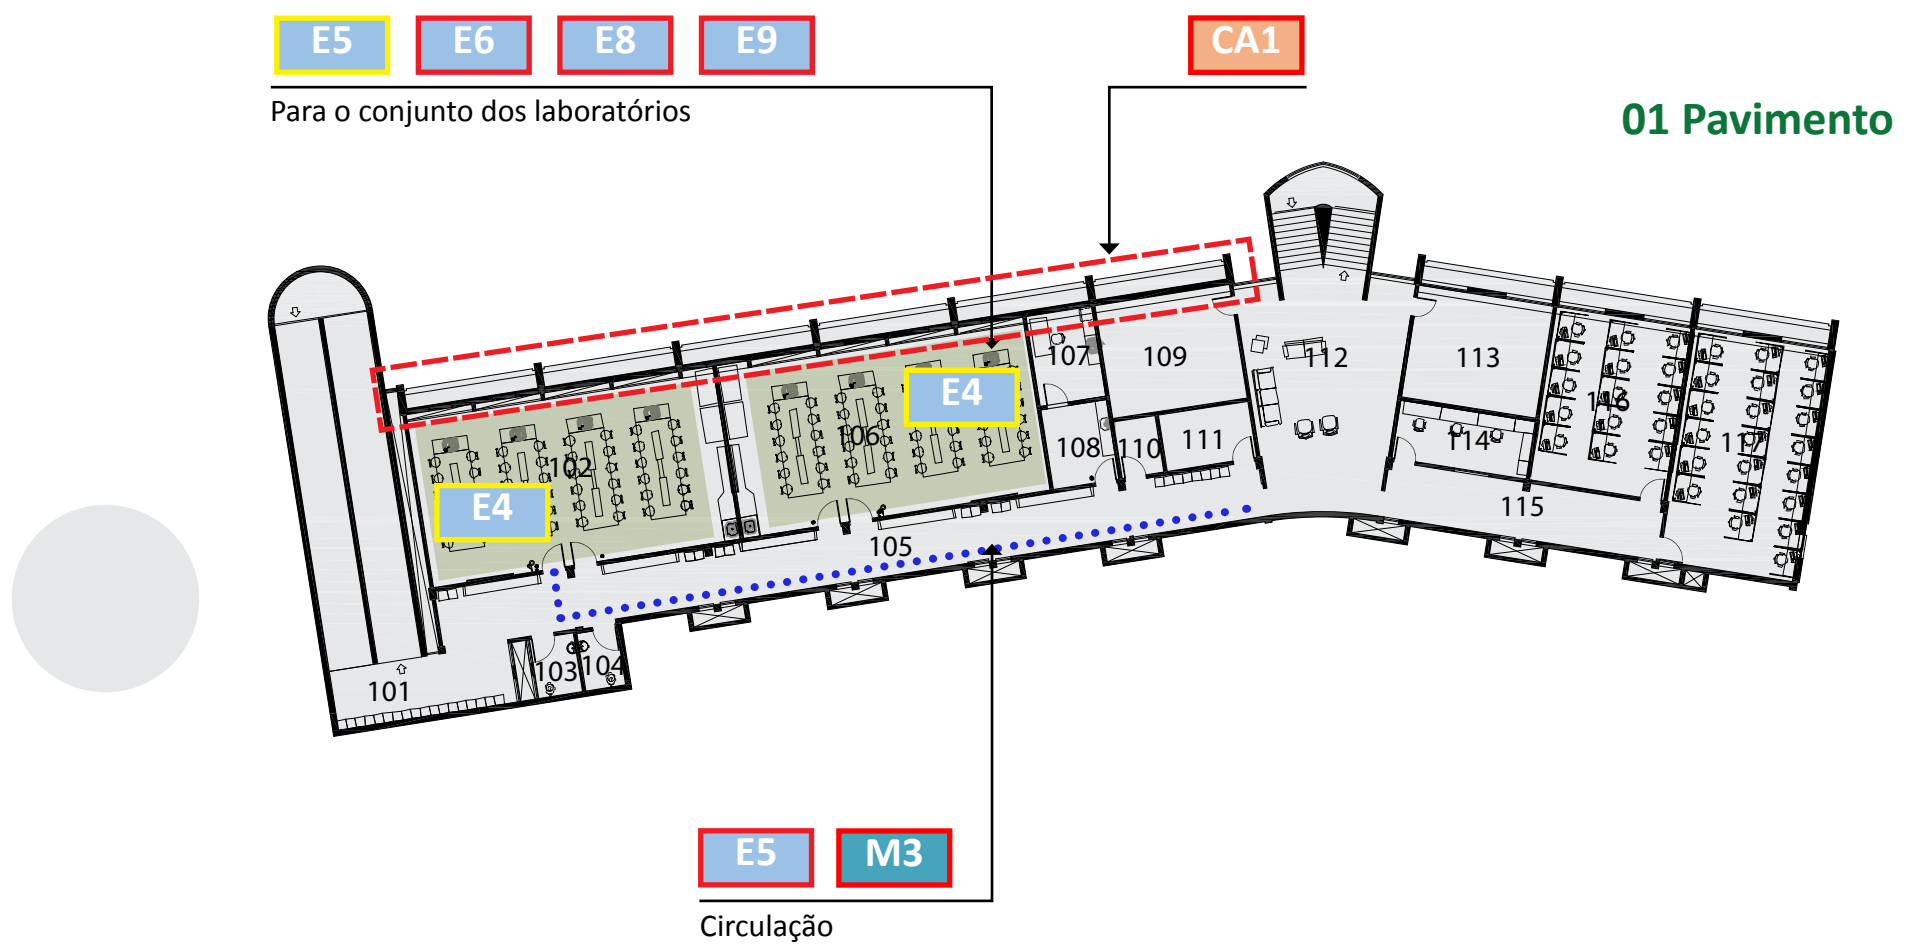 E5 E6 E8 E9 CA1
Para o conjunto dos laboratórios
01 Pavimento
107 109 112 113 116
E4
106 108 110 111 114 117
102
E4
105 115
103 104
101
E5 M3
Circulação